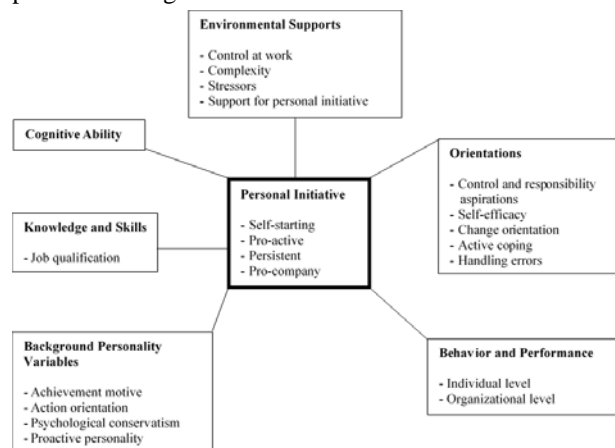 Environmental Supports
- Control at work
- Complexity
- Stressors
- Support for personal initiative
Cognitive Ability
Orientations
- Control and responsibility
aspirations
- Self-efficacy
- Change orientation
- Active coping
- Handling errors
Personal Initiative
- Self-starting
- Pro-active
- Persistent
- Pro-company
Knowledge and Skills
- Job qualification
Background Personality
Variables
- Achievement motive
- Action orientation
- Psychological conservatism
- Proactive personality
Behavior and Performance
- Individual level
- Organizational level